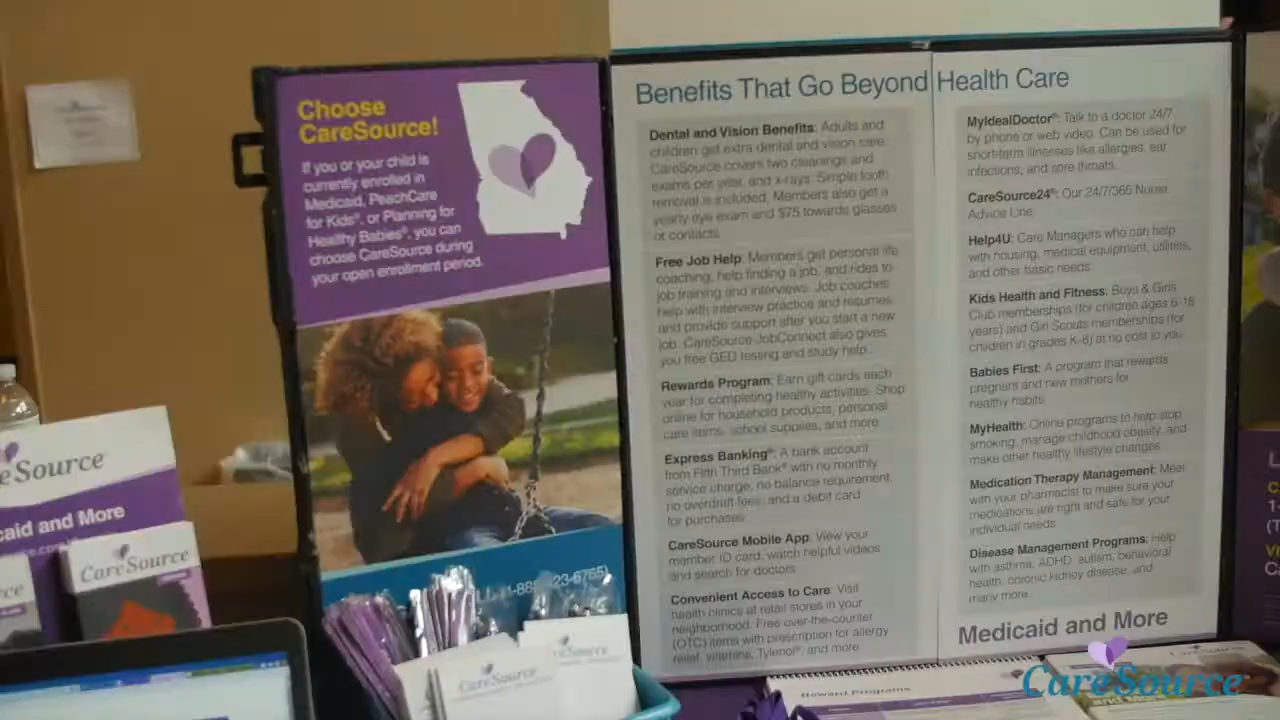 Choose
CareSource!
If you or your child is
currently enrolled in
Medicaid, PeachCare
for Kids®, or Planning for
Healthy Babies®, you can
choose CareSource during
your open enrollment period.
Benefits That Go Beyond Health Care
Dental and Vision Benefits: Adults and
children get extra dental and vision care.
CareSource covers two cleanings and
exams per year, and x-rays. Simple tooth
removal is included. Members also get a
yearly eye exam and $75 towards glasses
or contacts.
Free Job Help: Members get personal life
coaching, help finding a job, and rides to
job training and interviews. Job coaches
help with interview practice and resumes
and provide support after you start a new
job. CareSource JobConnect also gives
you free GED testing and study help.
Rewards Program: Earn gift cards each
year for completing healthy activities. Shop
online for household products, personal
care items, school supplies, and more.
Express Banking®: A bank account
from Fifth Third Bank® with no monthly
service charge, no balance requirement,
no overdraft fees, and a debit card
for purchases.
CareSource Mobile App: View your
member ID card, watch helpful videos
and search for doctors.
Convenient Access to Care: Visit
health clinics at retail stores in your
neighborhood. Free over-the-counter
(OTC) items with prescription for allergy
relief, vitamins, Tylenol®, and more
MyIdealDoctor®: Talk to a doctor 24/7
by phone or web video. Can be used for
short-term illnesses like allergies, ear
infections, and sore throats.
CareSource24®: Our 24/7/365 Nurse
Advice Line.
Help4U: Care Managers who can help
with housing, medical equipment, utilities,
and other basic needs.
Kids Health and Fitness: Boys & Girls
Club memberships (for children ages 6-18
years) and Girl Scouts memberships (for
children in grades K-8) at no cost to you.
Babies First: A program that rewards
pregnant and new mothers for
healthy habits.
MyHealth: Online programs to help stop
smoking, manage childhood obesity, and
make other healthy lifestyle changes.
Medication Therapy Management: Meet
with your pharmacist to make sure your
medications are right and safe for your
individual needs.
Disease Management Programs: Help
with asthma, ADHD, autism, behavioral
health, chronic kidney disease, and
many more.
Medicaid and More
eSource
caid and More
CareSource
23-6765)
CareSource
Reward Programs
CareSource
CareSource